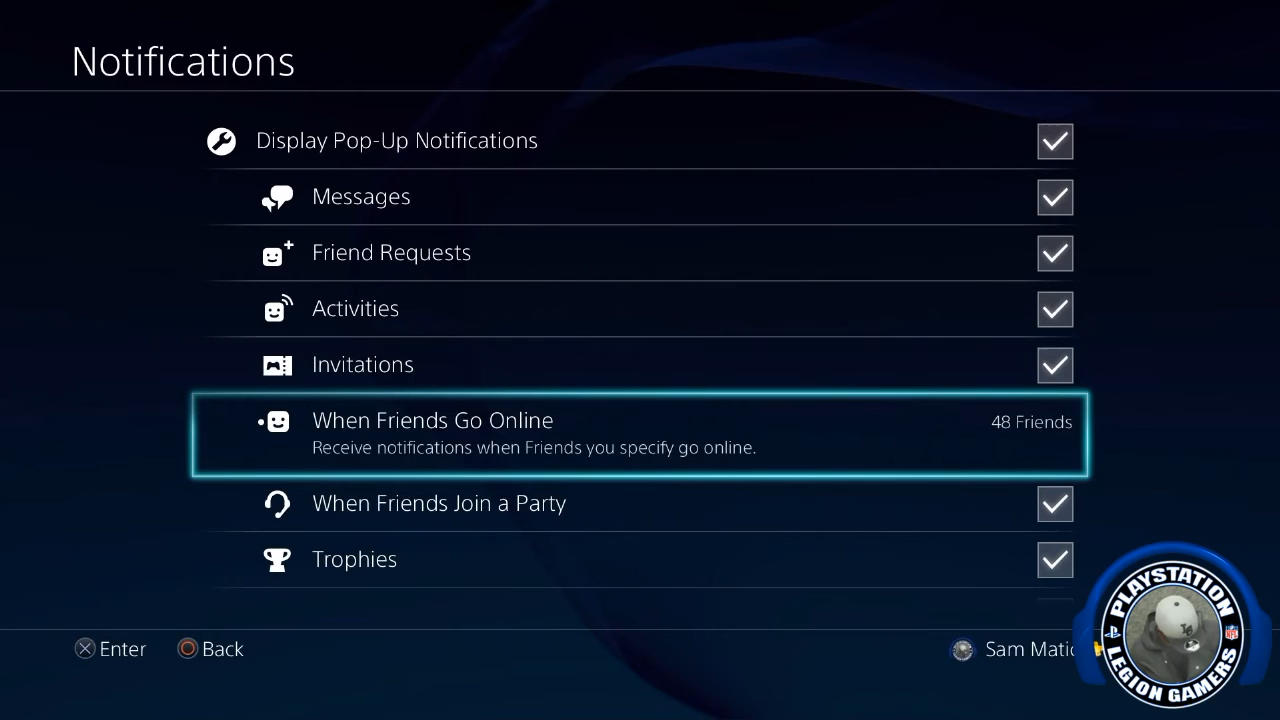 Notifications
Display Pop-Up Notifications
Messages
Friend Requests
Activities
Invitations
When Friends Go Online
48 Friends
Receive notifications when Friends you specify go online.
When Friends Join a Party
Trophies
Enter
Back
Sam Matic
PLAYSTATION
LEGION GAMERS